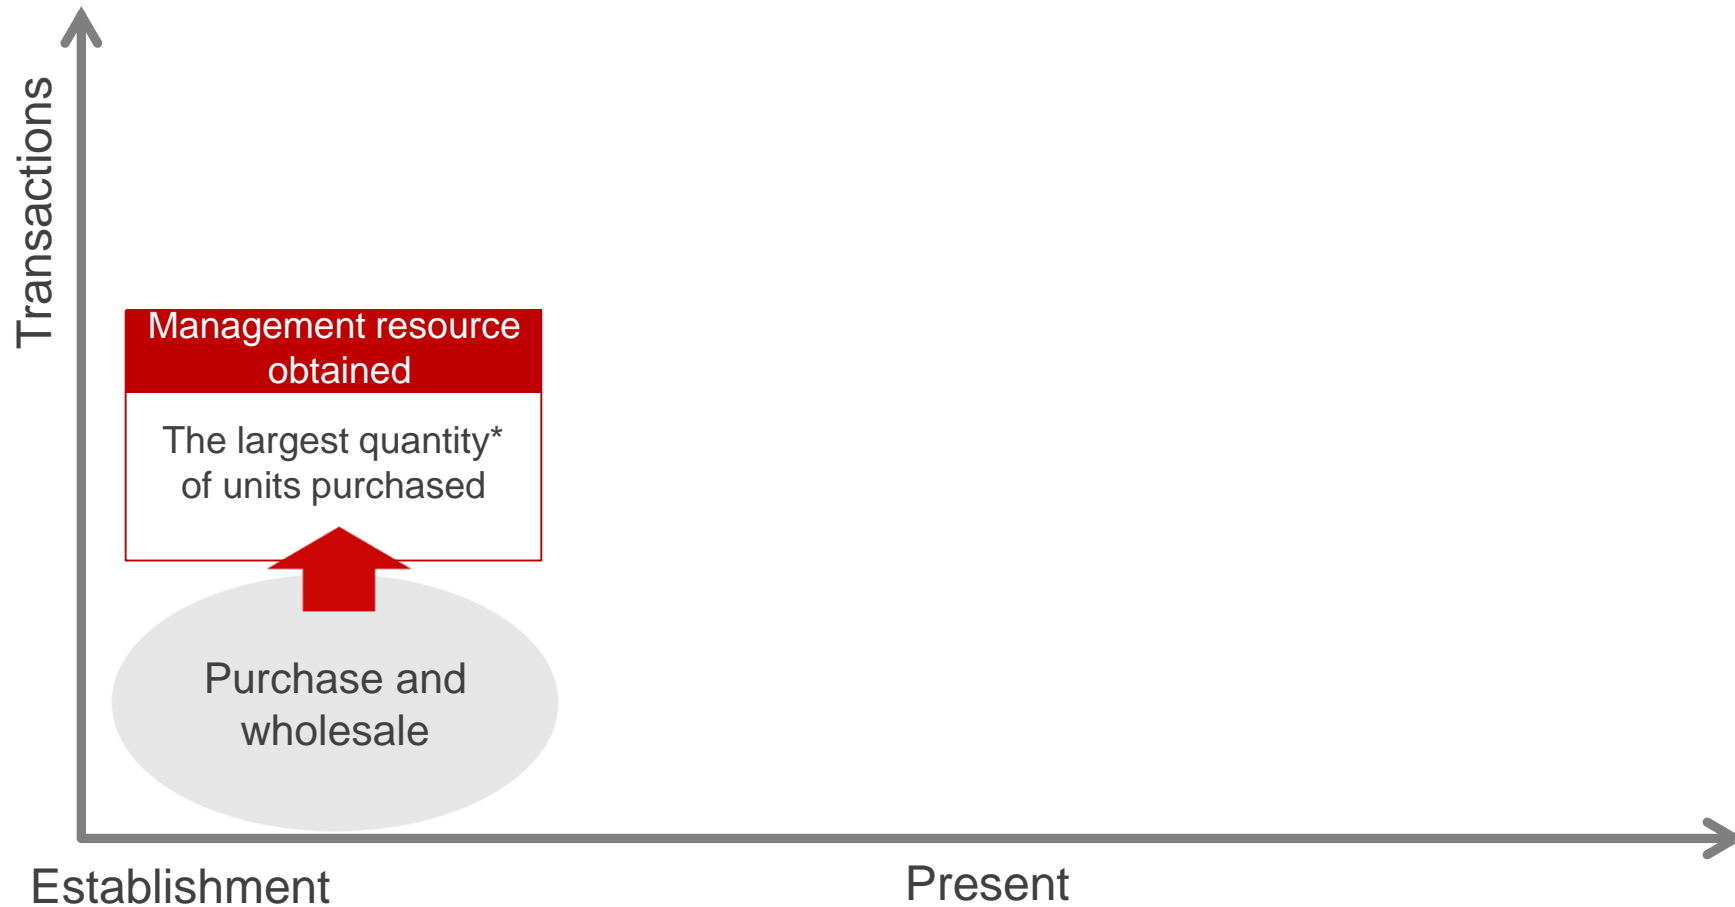 Transactions
Management resource
obtained
The largest quantity*
of units purchased
Purchase and
wholesale
Establishment
Present